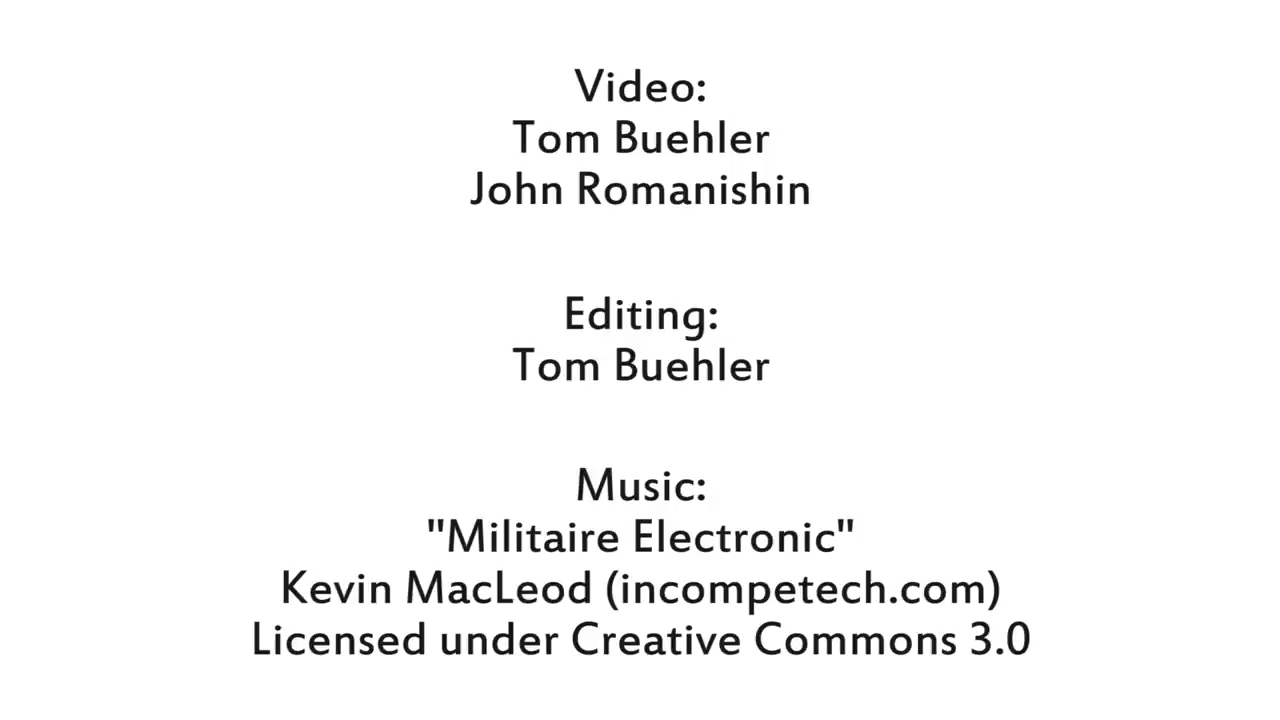 Video:
Tom Buehler
John Romanishin
Editing:
Tom Buehler
Music:
"Militaire Electronic"
Kevin MacLeod (incompetech.com)
Licensed under Creative Commons 3.0